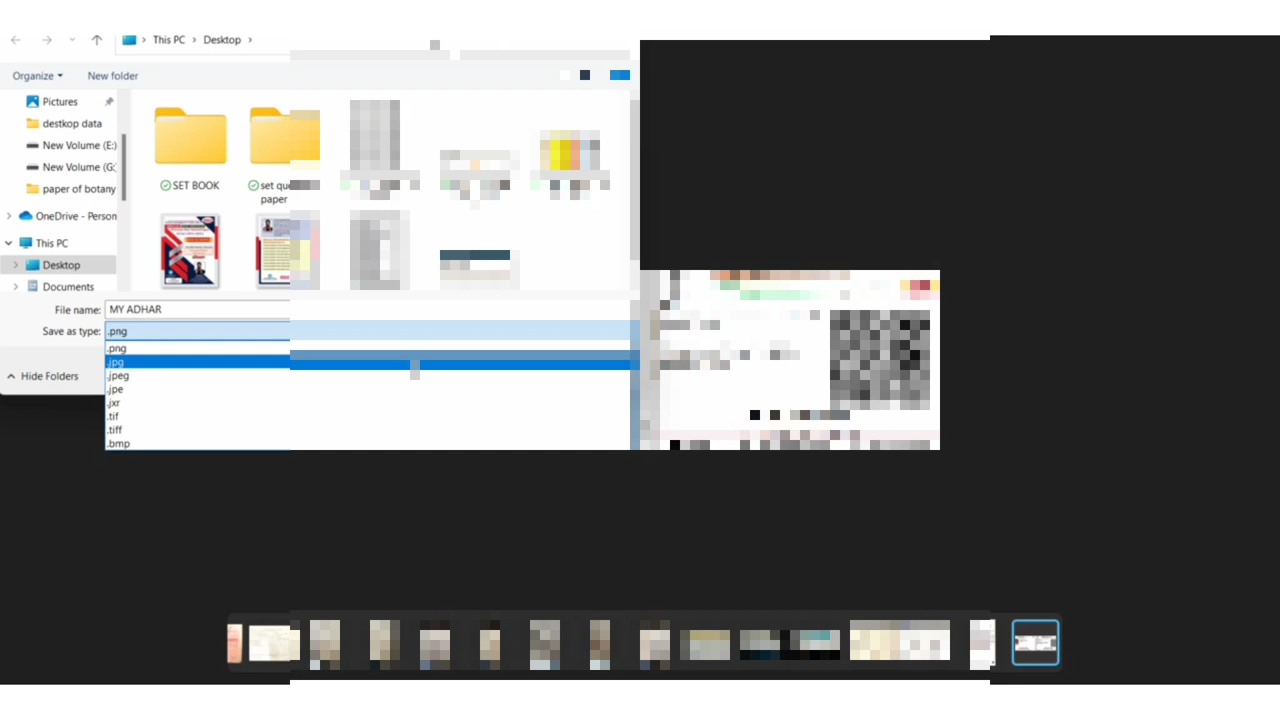 This PC > Desktop >
Organize New folder
Pictures
destkop data
New Volume (E:)
New Volume (G:
paper of botany
OneDrive - Person
This PC
Desktop
Documents
SET BOOK
set qu
paper
File name: MY ADHAR
Save as type: .png
.png
.jpg
.jpeg
.jpe
.jxr
.tif
.tiff
.bmp
Hide Folders